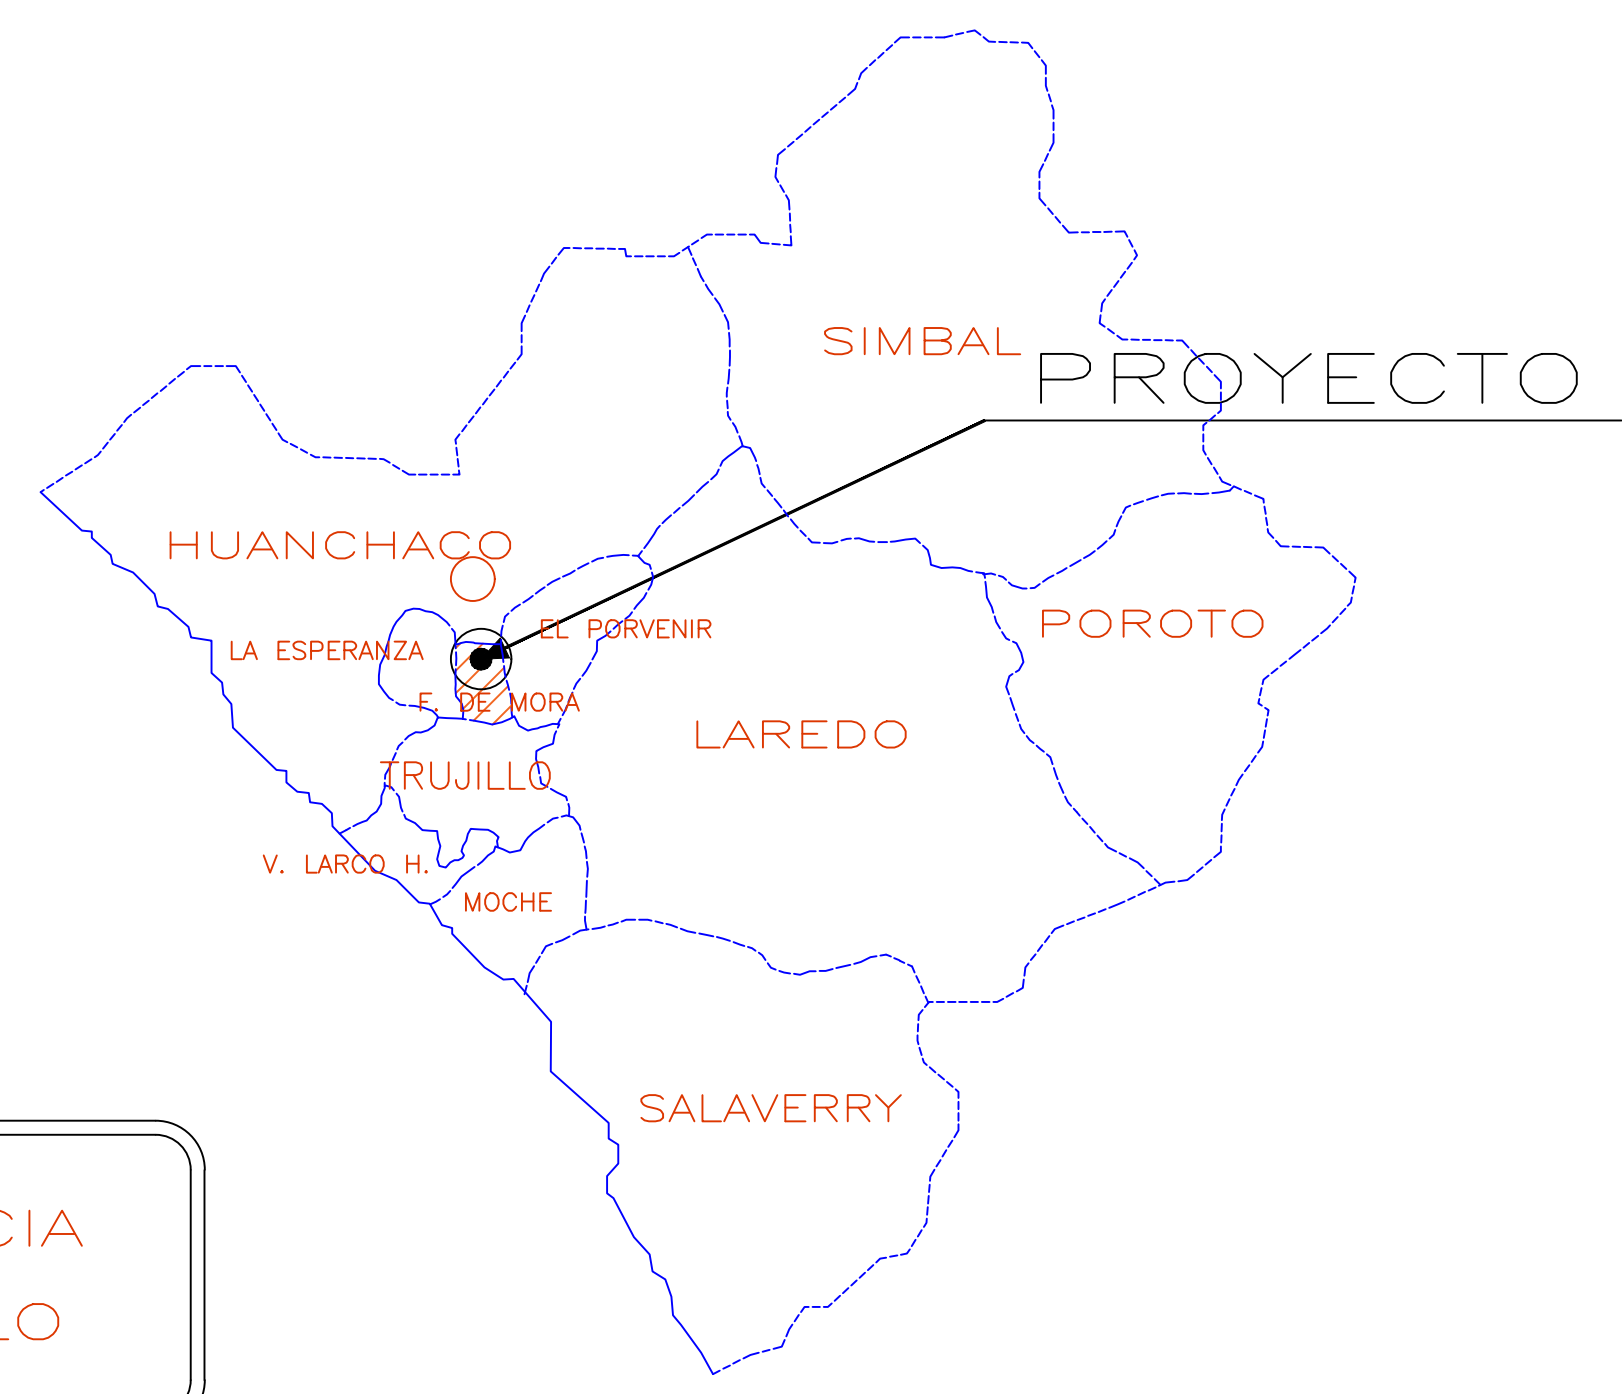 SIMBAL
PROYECTO
HUANCHACO
POROTO
EL PORVENIR
LA ESPERANZA
F. DE MORA
LAREDO
TRUJILLO
V. LARCO H.
MOCHE
SALAVERRY
CIA
LO